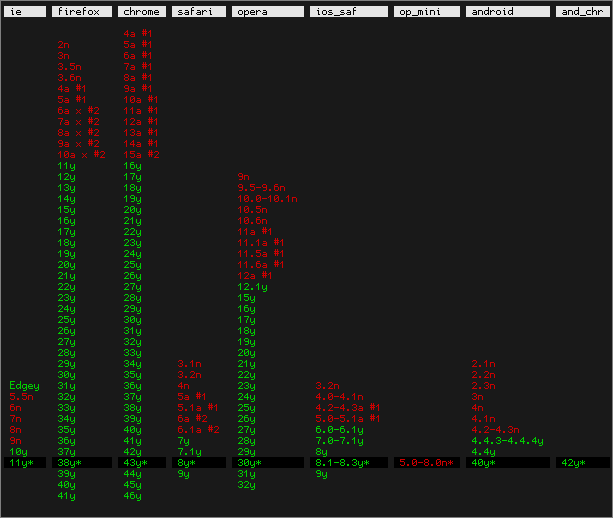 ie firefox chrome safari opera ios_saf op_mini android and_chr
4a #1
2n 5a #1
3n 6a #1
3.5n 7a #1
3.6n 8a #1
4a #1 9a #1
5a #1 10a #1
6a x #2 11a #1
7a x #2 12a #1
8a x #2 13a #1
9a x #2 14a #1
10a x #2 15a #2
11y 16y
12y 17y 9n
13y 18y 9.5-9.6n
14y 19y 10.0-10.1n
15y 20y 10.5n
16y 21y 10.6n
17y 22y 11a #1
18y 23y 11.1a #1
19y 24y 11.5a #1
20y 25y 11.6a #1
21y 26y 12a #1
22y 27y 12.1y
23y 28y 15y
24y 29y 16y
25y 30y 17y
26y 31y 18y
27y 32y 19y
28y 33y 20y
29y 34y 3.1n 21y 2.1n
30y 35y 3.2n 22y 2.2n
Edgey 31y 36y 4n 23y 3.2n 2.3n
5.5n 32y 37y 5a #1 24y 4.0-4.1n 3n
6n 33y 38y 5.1a #1 25y 4.2-4.3a #1 4n
7n 34y 39y 6a #2 26y 5.0-5.1a #1 4.1n
8n 35y 40y 6.1a #2 27y 6.0-6.1y 4.2-4.3n
9n 36y 41y 7y 28y 7.0-7.1y 4.4.3-4.4.4y
10y 37y 42y 7.1y 29y 8y 4.4y
11y* 38y* 43y* 8y* 30y* 8.1-8.3y* 5.0-8.0n* 40y* 42y*
39y 44y 9y 31y 9y
40y 45y 32y
41y 46y